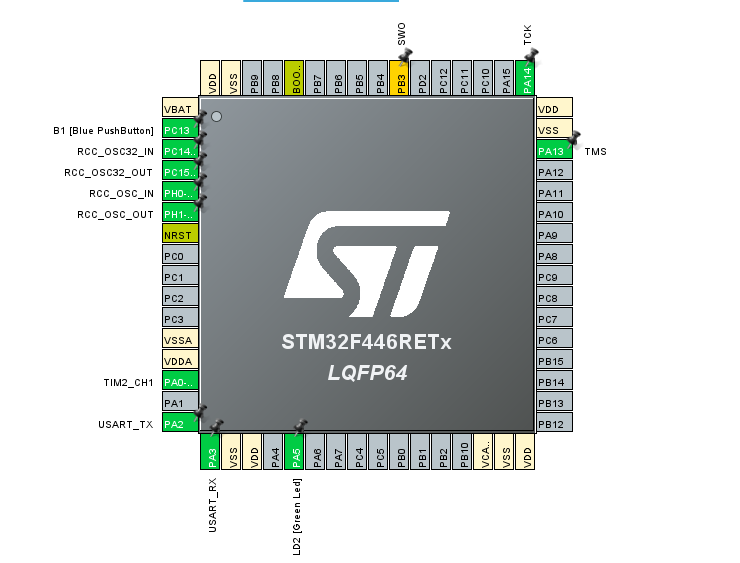 SWO
TCK
VDD
VSS
PB9
PB8
BOO..
PB7
PB6
PB5
PB4
PB3
PD2
PC12
PC11
PC10
PA15
PA14
VBAT
VDD
B1 [Blue PushButton]
PC13
VSS
RCC_OSC32_IN
PC14..
PA13
TMS
RCC_OSC32_OUT
PC15..
PA12
RCC_OSC_IN
PH0-..
PA11
RCC_OSC_OUT
PH1-..
PA10
NRST
PA9
PC0
PA8
PC1
PC9
PC2
PC8
PC3
PC7
VSSA
PC6
VDDA
PB15
TIM2_CH1
PA0-..
PB14
PA1
PB13
USART_TX
PA2
PB12
ST
STM32F446RETx
LQFP64
PA3
VSS
VDD
PA4
PA5
PA6
PA7
PC4
PC5
PB0
PB1
PB2
PB10
VCA..
VSS
VDD
USART_RX
LD2 [Green Led]